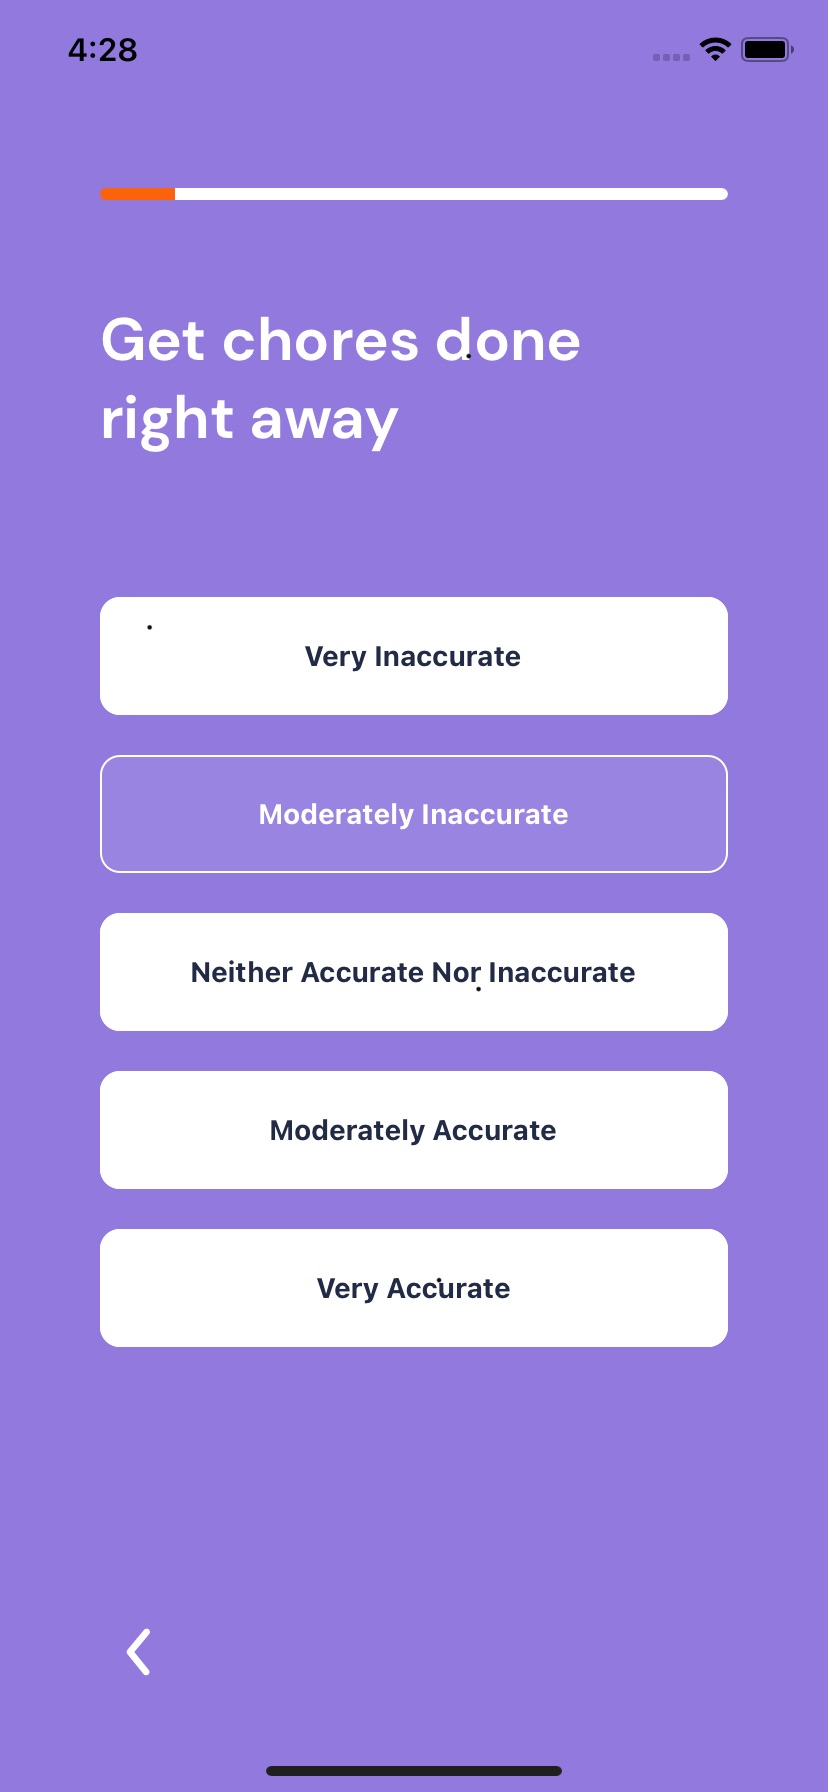 4:28
Get chores done
right away
Very Inaccurate
Moderately Inaccurate
Neither Accurate Nor Inaccurate
Moderately Accurate
Very Accurate